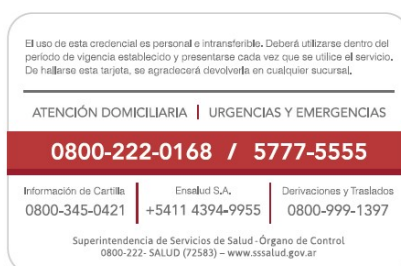 El uso de esta credencial es personal e intransferible. Deberá utilizarse dentro del
período de vigencia establecido y presentarse cada vez que se utilice el servicio.
De hallarse esta tarjeta, se agradecerá devolverla en cualquier sucursal.
ATENCIÓN DOMICILIARIA | URGENCIAS Y EMERGENCIAS
0800-222-0168 / 5777-5555
Información de Cartilla
0800-345-0421
Ensalud S.A.
+5411 4394-9955
Derivaciones y Traslados
0800-999-1397
Superintendencia de Servicios de Salud - Órgano de Control
0800-222- SALUD (72583) – www.sssalud.gov.ar